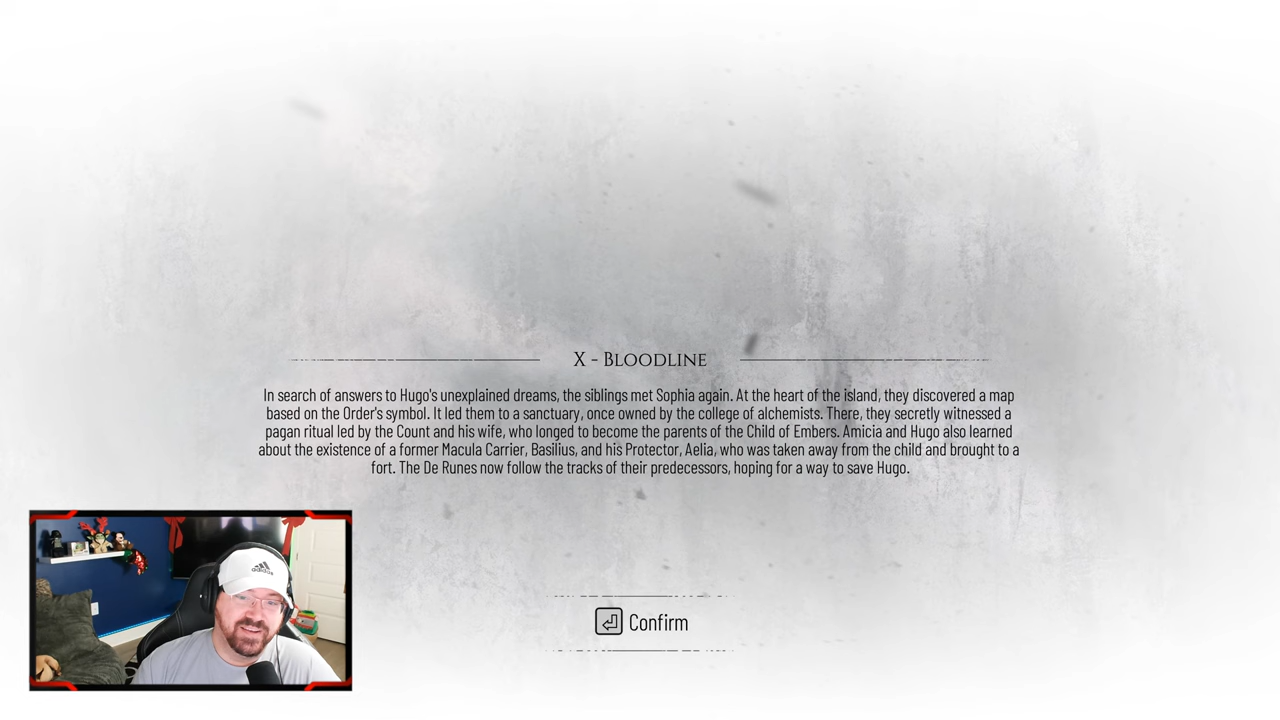 X - Bloodline
In search of answers to Hugo's unexplained dreams, the siblings met Sophia again. At the heart of the island, they discovered a map
based on the Order's symbol. It led them to a sanctuary, once owned by the college of alchemists. There, they secretly witnessed a
pagan ritual led by the Count and his wife, who longed to become the parents of the Child of Embers. Amicia and Hugo also learned
about the existence of a former Macula Carrier, Basilius, and his Protector, Aelia, who was taken away from the child and brought to a
fort. The De Runes now follow the tracks of their predecessors, hoping for a way to save Hugo.
adidas
Confirm